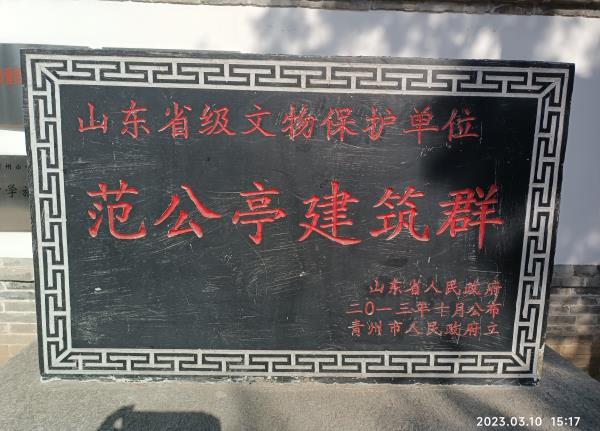 山东省级文物保护单位
范公亭建筑群
山东省人民政府
二〇一三年十月公布
青州市人民政府立
2023.03.10 15:17